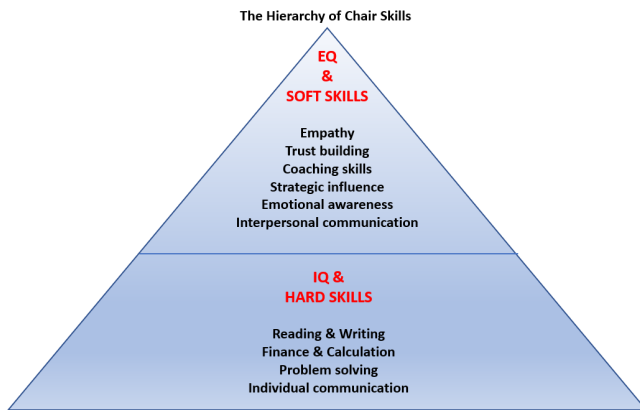 The Hierarchy of Chair Skills
EQ
&
SOFT SKILLS
Empathy
Trust building
Coaching skills
Strategic influence
Emotional awareness
Interpersonal communication
IQ &
HARD SKILLS
Reading & Writing
Finance & Calculation
Problem solving
Individual communication